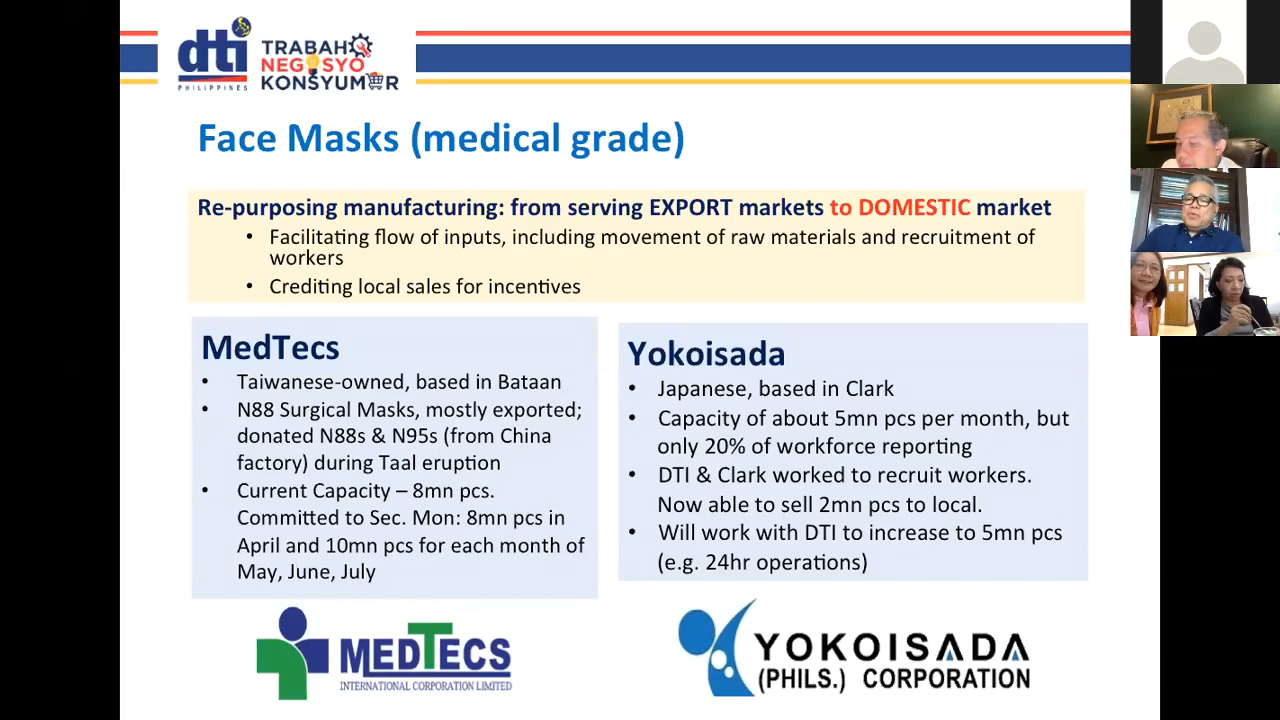 dti
PHILIPPINES
TRABAHO
NEGOSYO
KONSYUMER
Face Masks (medical grade)
Re-purposing manufacturing: from serving EXPORT markets to DOMESTIC market
• Facilitating flow of inputs, including movement of raw materials and recruitment of
workers
• Crediting local sales for incentives
MedTecs
• Taiwanese-owned, based in Bataan
• N88 Surgical Masks, mostly exported;
donated N88s & N95s (from China
factory) during Taal eruption
• Current Capacity – 8mn pcs.
Committed to Sec. Mon: 8mn pcs in
April and 10mn pcs for each month of
May, June, July
Yokoisada
• Japanese, based in Clark
• Capacity of about 5mn pcs per month, but
only 20% of workforce reporting
• DTI & Clark worked to recruit workers.
Now able to sell 2mn pcs to local.
• Will work with DTI to increase to 5mn pcs
(e.g. 24hr operations)
MEDTECS
INTERNATIONAL CORPORATION LIMITED
YOKOISADA
(PHILS.) CORPORATION